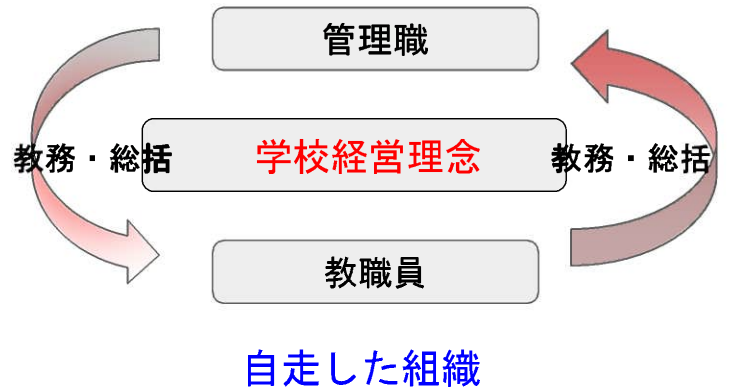 管理職
学校経営理念
教務・総括
教務・総括
教職員
自走した組織